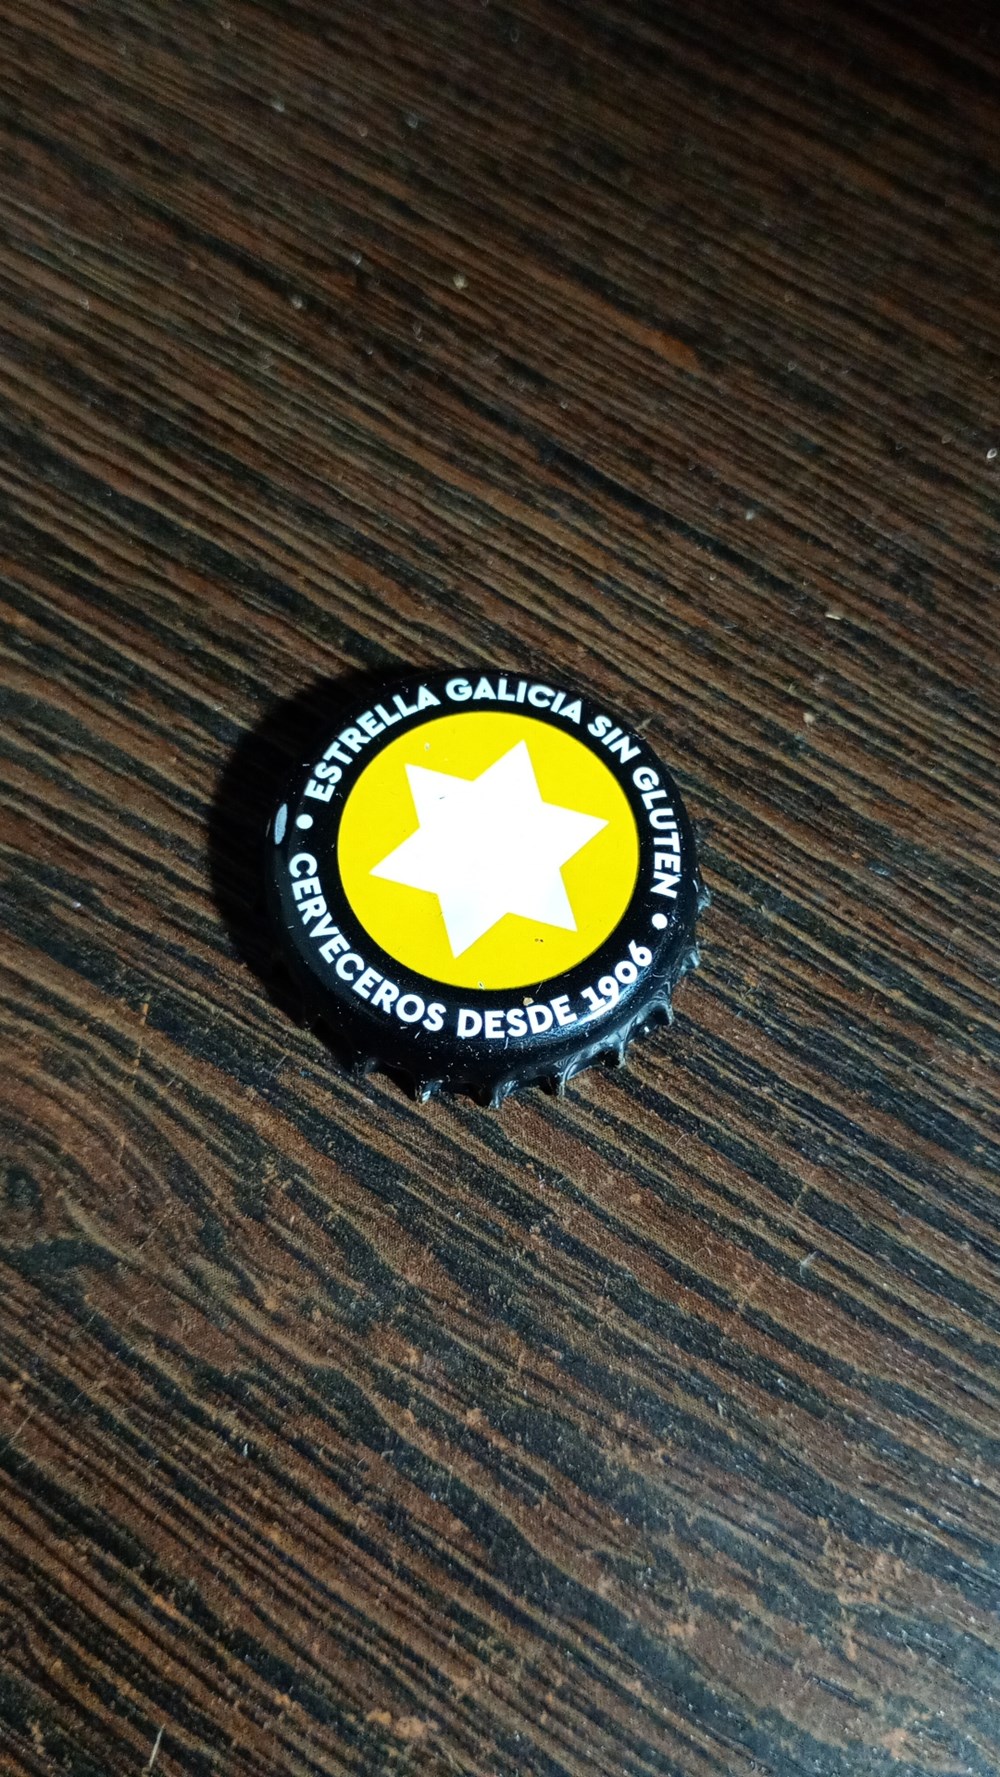 • ESTRELLA GALICIA SIN GLUTEN •
CERVECEROS DESDE 1906